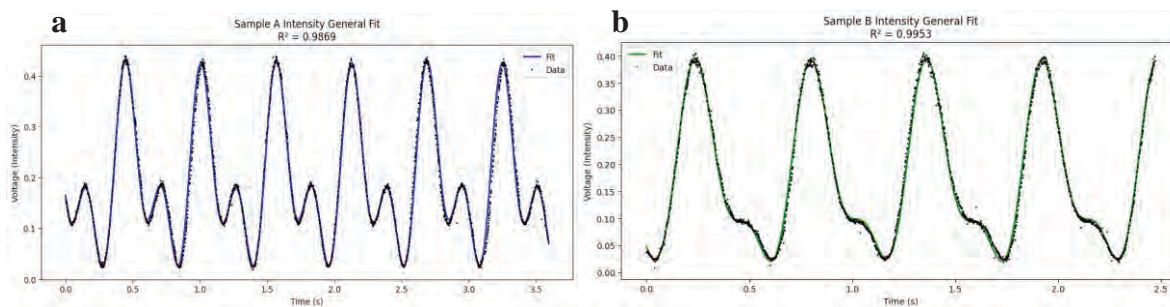 a
Sample A Intensity General Fit
R² = 0.9869
Fit
Data
Voltage (Intensity)
0.4
0.3
0.2
0.1
0.0
0.0 0.5 1.0 1.5 2.0 2.5 3.0 3.5
Time (s)
b
Sample B Intensity General Fit
R² = 0.9953
Fit
Data
Voltage (Intensity)
0.40
0.35
0.30
0.25
0.20
0.15
0.10
0.05
0.00
0.0 0.5 1.0 1.5 2.0 2.5
Time (s)